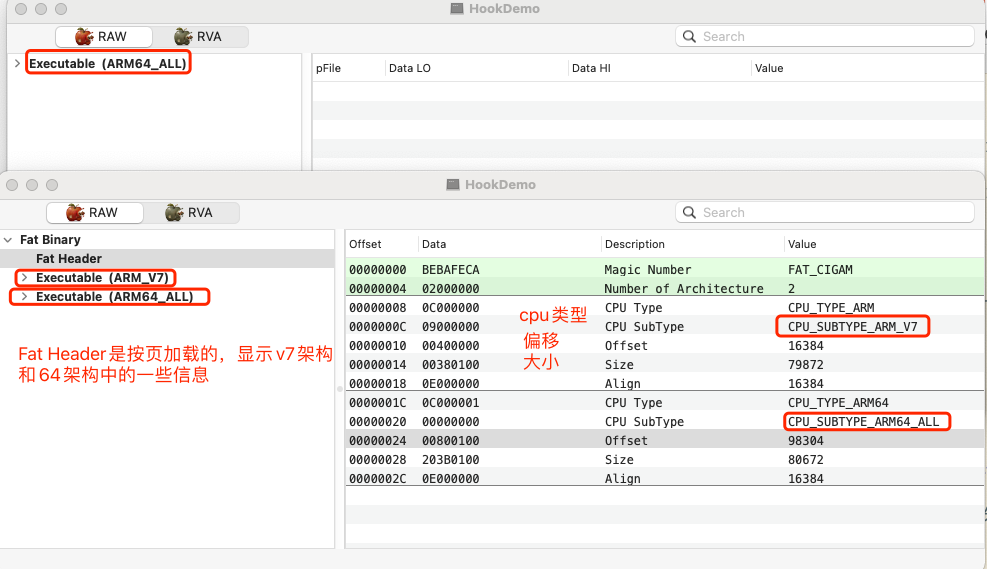 HookDemo
RAW RVA Search
Executable (ARM64_ALL) pFile Data LO Data HI Value
HookDemo
RAW RVA Search
Fat Binary
Fat Header
Executable (ARM_V7)
Executable (ARM64_ALL)
Fat Header是按页加载的，显示v7架构
和64架构中的一些信息
Offset Data Description Value
00000000 BEBAFECA Magic Number FAT_CIGAM
00000004 02000000 Number of Architecture 2
00000008 0C000000 CPU Type CPU_TYPE_ARM
0000000C 09000000 CPU SubType CPU_SUBTYPE_ARM_V7
00000010 00400000 Offset 16384
00000014 00380100 Size 79872
00000018 0E000000 Align 16384
0000001C 0C000001 CPU Type CPU_TYPE_ARM64
00000020 00000000 CPU SubType CPU_SUBTYPE_ARM64_ALL
00000024 00800100 Offset 98304
00000028 203B0100 Size 80672
0000002C 0E000000 Align 16384
cpu类型
偏移
大小